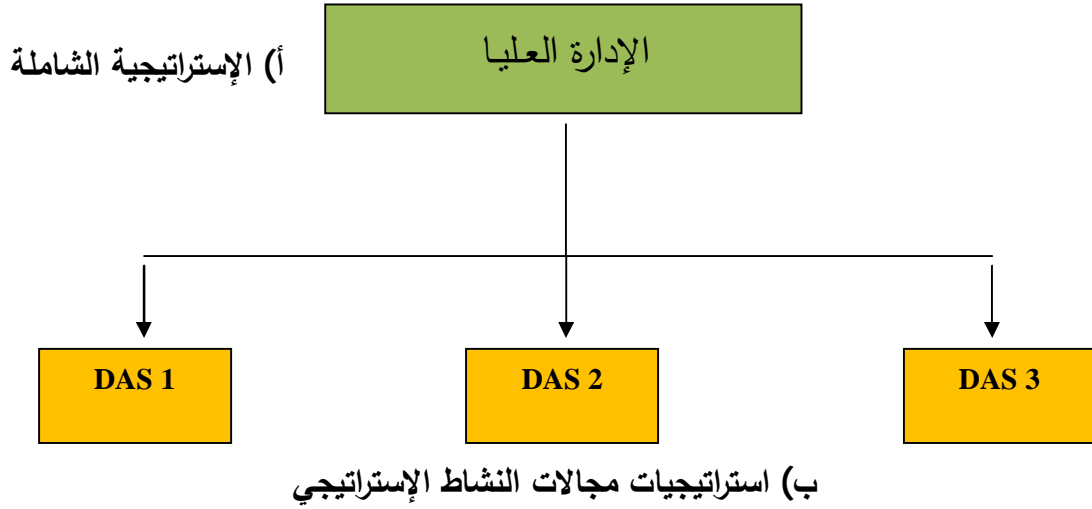 الإدارة العليا
أ) الإستراتيجية الشاملة
DAS 1
DAS 2
DAS 3
ب) استراتيجيات مجالات النشاط الإستراتيجي